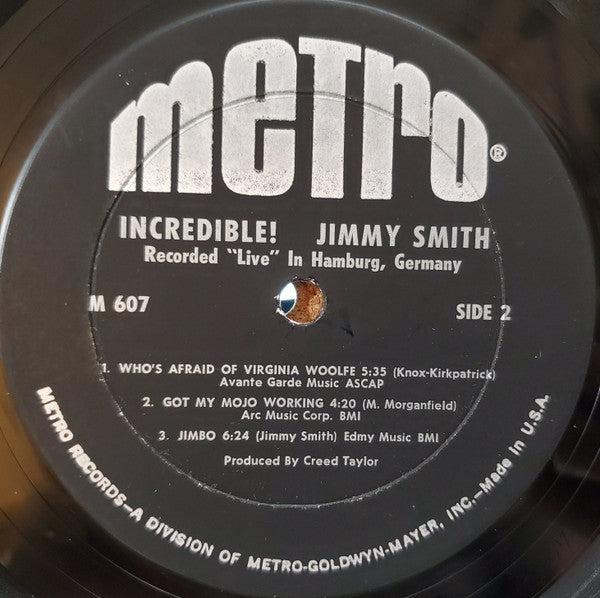 metro®
INCREDIBLE! JIMMY SMITH
Recorded "Live" In Hamburg, Germany
M 607 SIDE 2
1. WHO'S AFRAID OF VIRGINIA WOOLFE 5:35 (Knox-Kirkpatrick)
Avante Garde Music ASCAP
2. GOT MY MOJO WORKING 4:20 (M. Morganfield)
Arc Music Corp. BMI
3. JIMBO 6:24 (Jimmy Smith) Edmy Music BMI
Produced By Creed Taylor
METRO RECORDS—A DIVISION OF METRO-GOLDWYN-MAYER, INC.—Made in U.S.A.